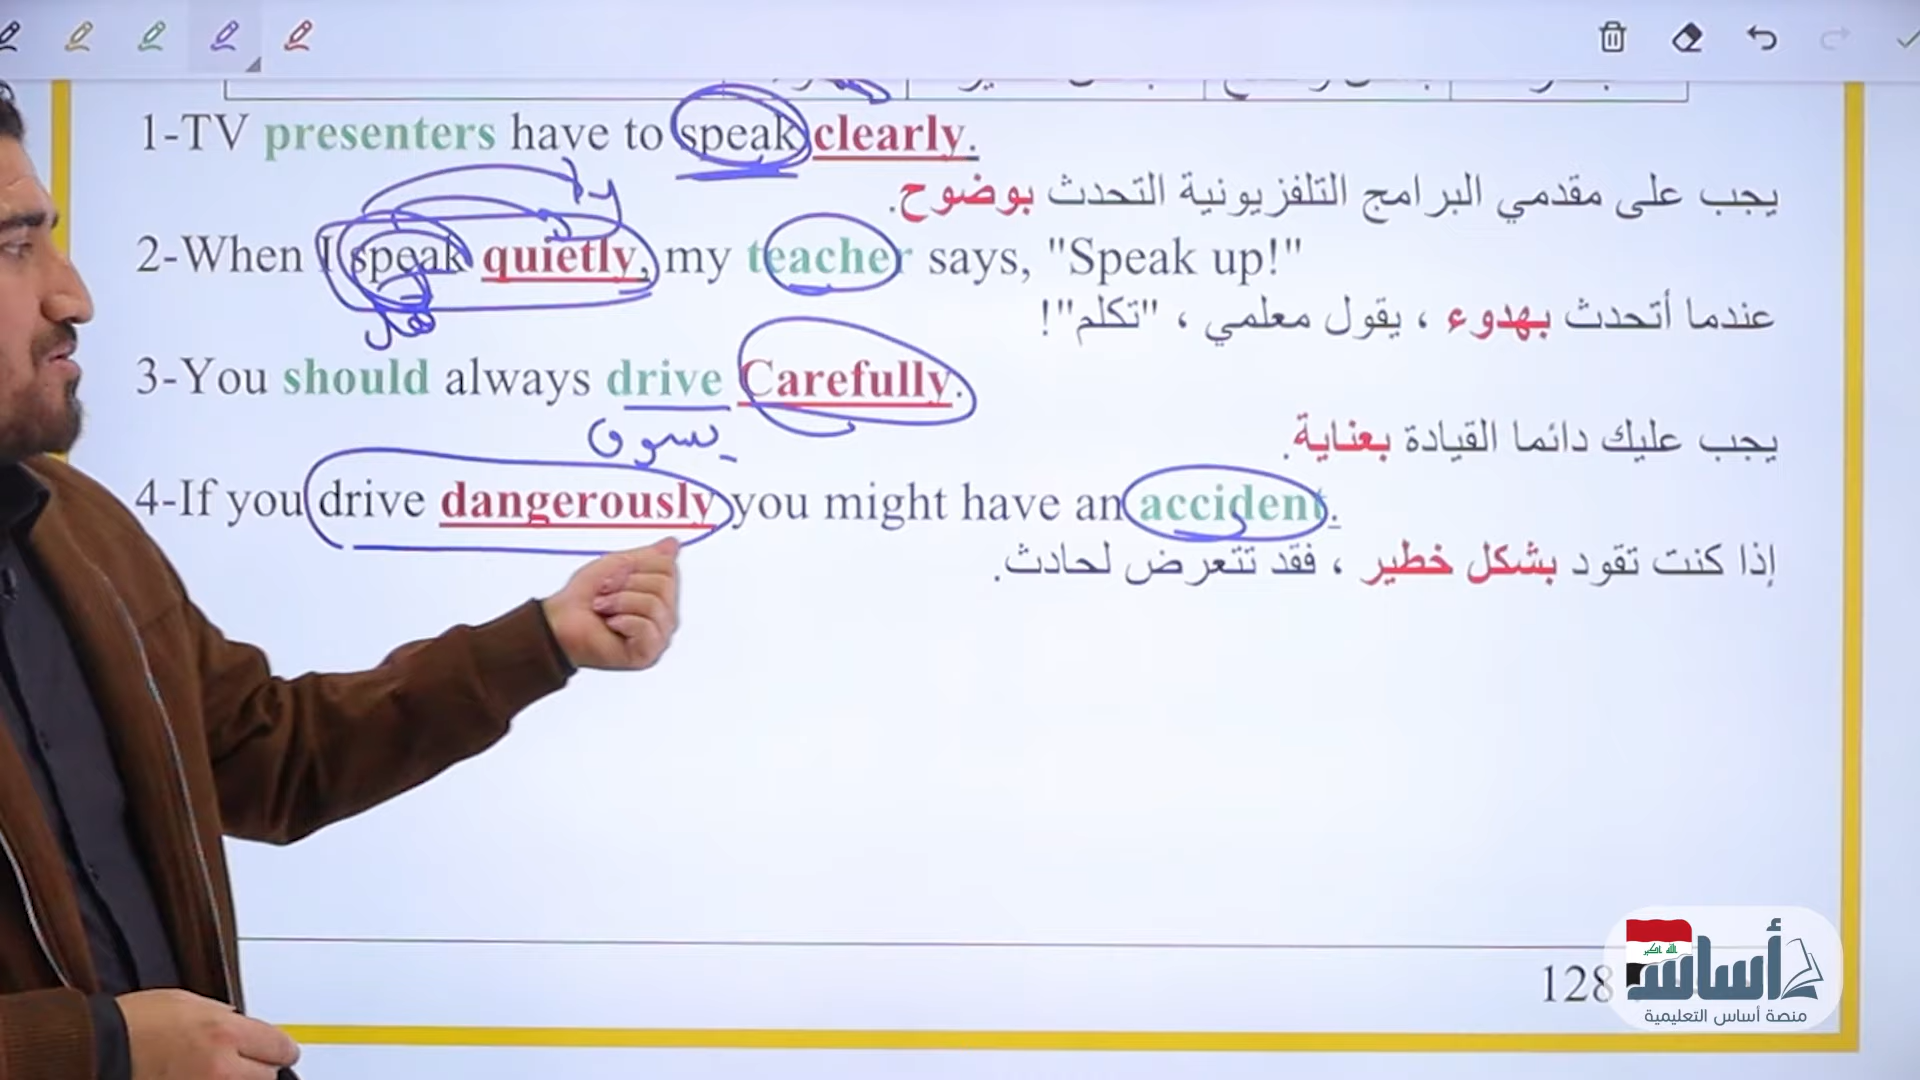 1-TV presenters have to speak clearly.
يجب على مقدمي البرامج التلفزيونية التحدث بوضوح.
2-When I speak quietly, my teacher says, "Speak up!"
عندما أتحدث بهدوء ، يقول معلمي ، "تكلم"!
3-You should always drive Carefully.
يسوق
يجب عليك دائما القيادة بعناية.
4-If you drive dangerously you might have an accident.
إذا كنت تقود بشكل خطير ، فقد تتعرض لحادث.
128
أساس
منصة أساس التعليمية